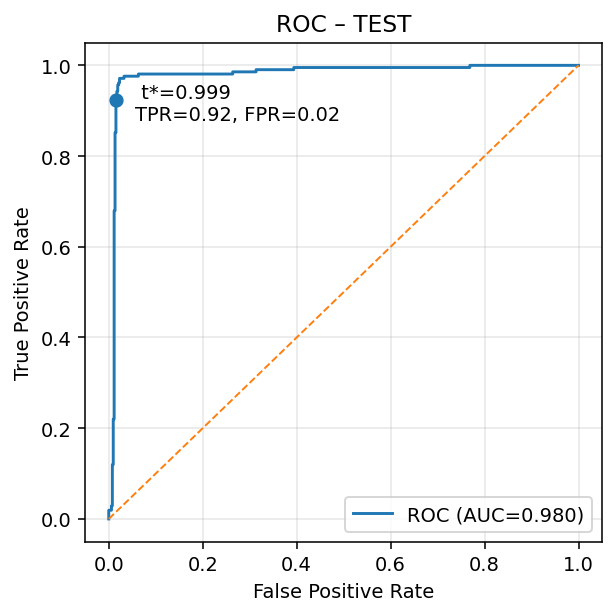 ROC – TEST
True Positive Rate
1.0
0.8
0.6
0.4
0.2
0.0
t*=0.999
TPR=0.92, FPR=0.02
ROC (AUC=0.980)
0.0 0.2 0.4 0.6 0.8 1.0
False Positive Rate